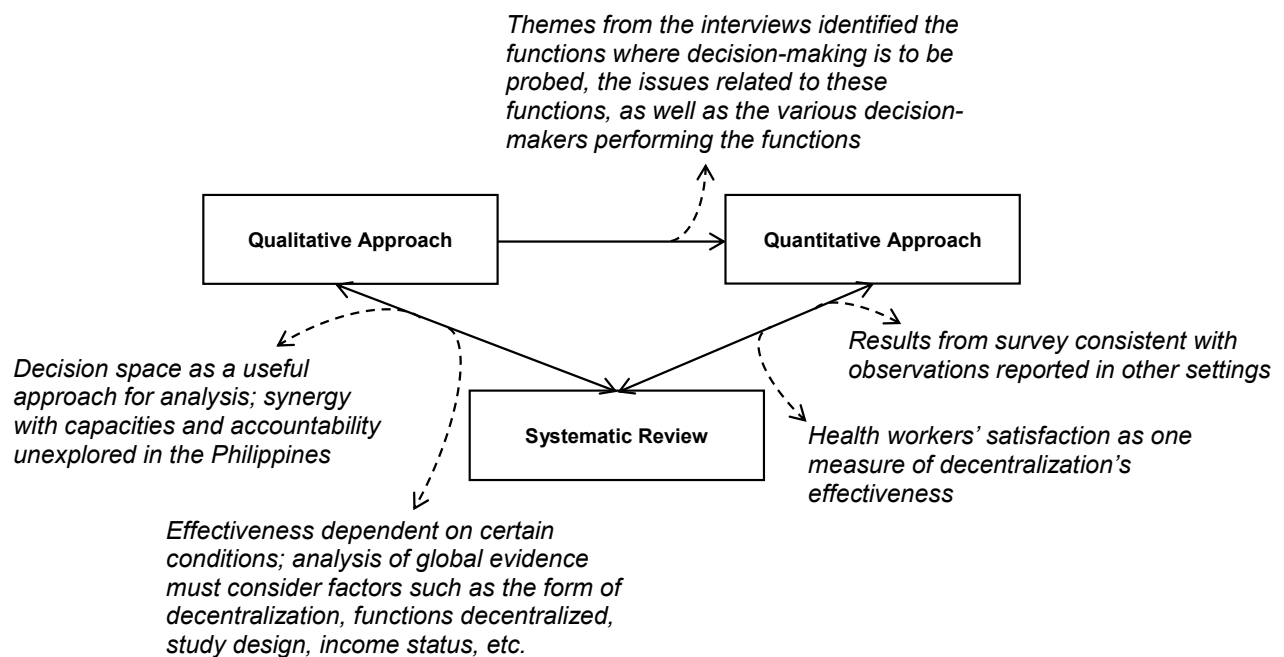 Themes from the interviews identified the
functions where decision-making is to be
probed, the issues related to these
functions, as well as the various decision-
makers performing the functions
Qualitative Approach
Quantitative Approach
Decision space as a useful
approach for analysis; synergy
with capacities and accountability
unexplored in the Philippines
Results from survey consistent with
observations reported in other settings
Systematic Review
Health workers’ satisfaction as one
measure of decentralization’s
effectiveness
Effectiveness dependent on certain
conditions; analysis of global evidence
must consider factors such as the form of
decentralization, functions decentralized,
study design, income status, etc.